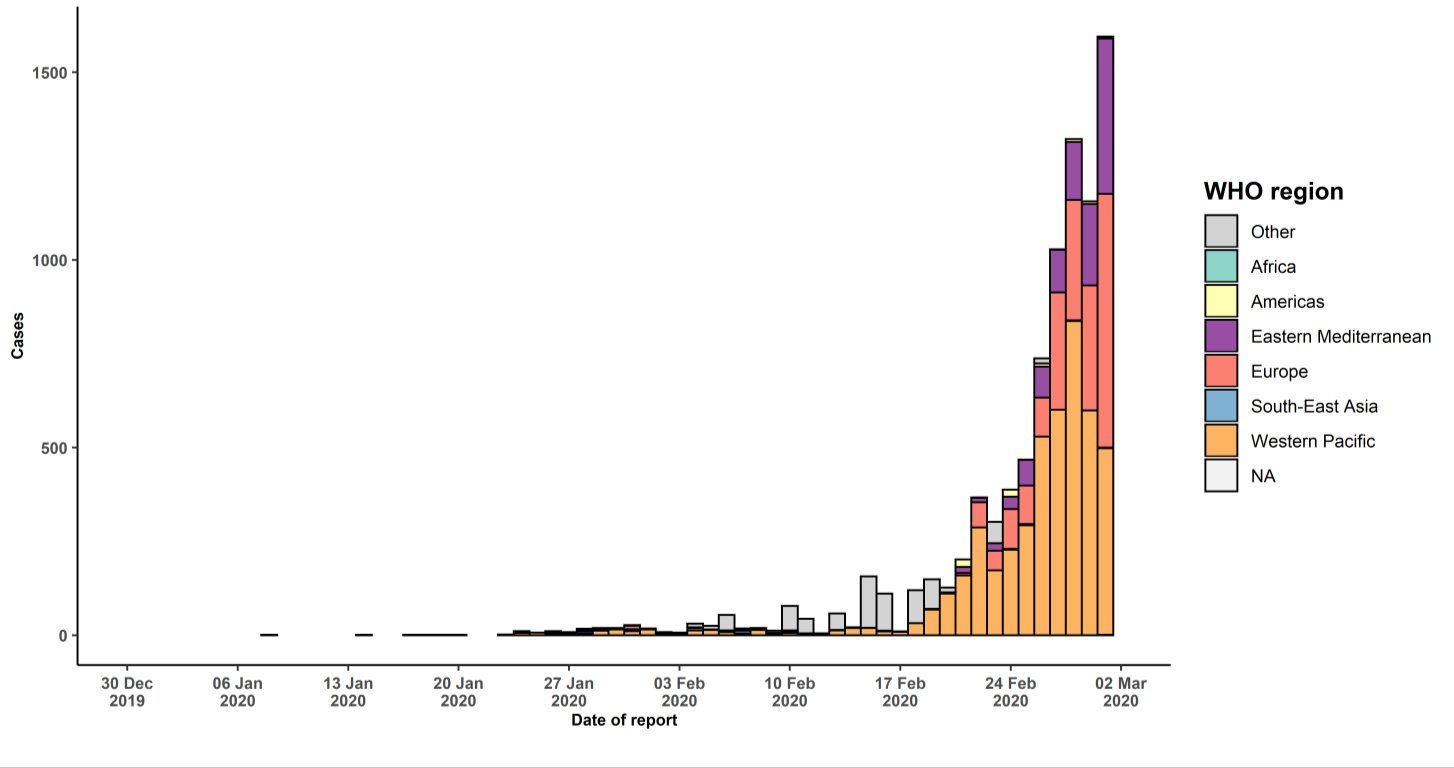 1500
1000
500
0
Cases
30 Dec 06 Jan 13 Jan 20 Jan 27 Jan 03 Feb 10 Feb 17 Feb 24 Feb 02 Mar
2019 2020 2020 2020 2020 2020 2020 2020 2020 2020
Date of report
WHO region
Other
Africa
Americas
Eastern Mediterranean
Europe
South-East Asia
Western Pacific
NA